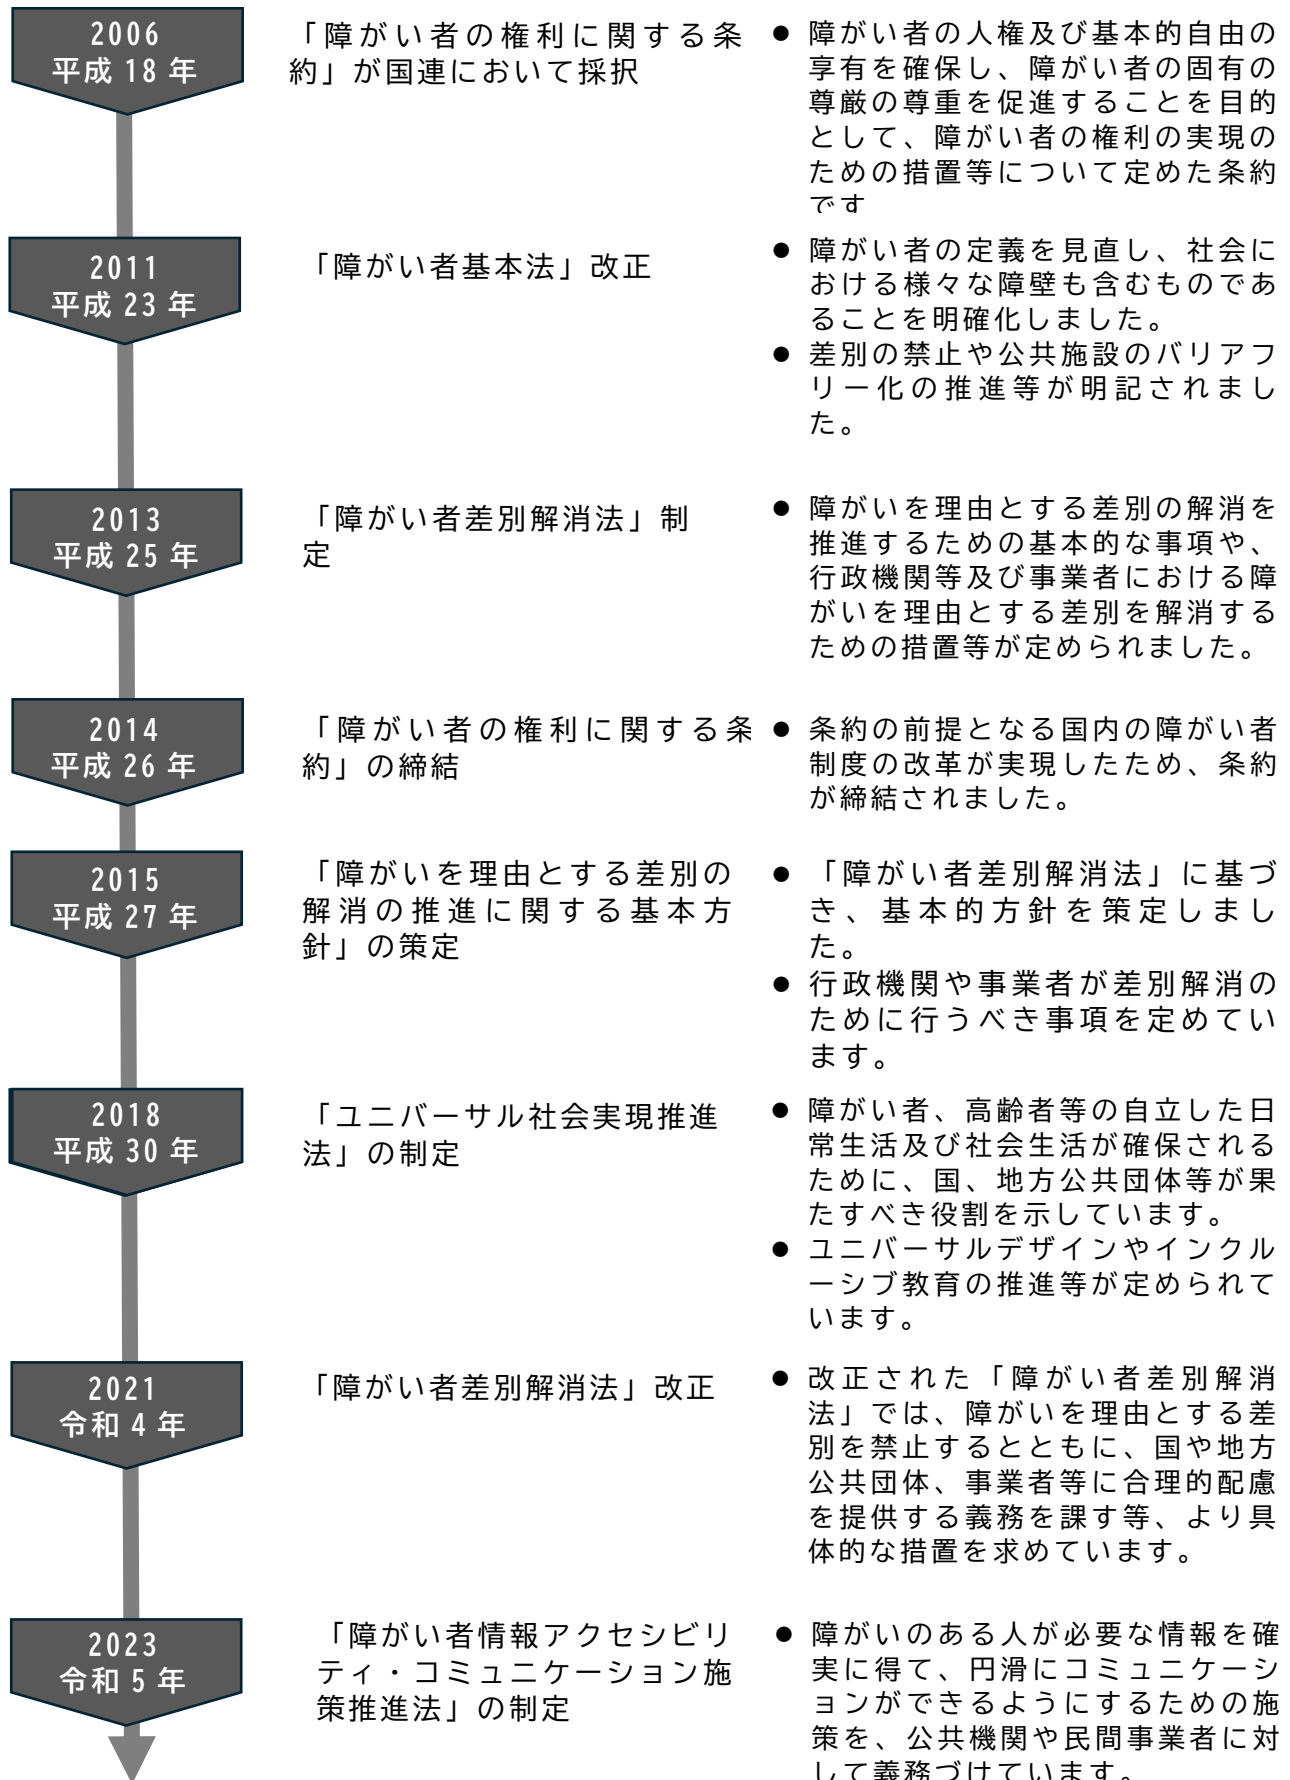 2006
平成 18 年
「障がい者の権利に関する条
約」が国連において採択
● 障がい者の人権及び基本的自由の
享有を確保し、障がい者の固有の
尊厳の尊重を促進することを目的
として、障がい者の権利の実現の
ための措置等について定めた条約
です
2011
平成 23 年
「障がい者基本法」改正
● 障がい者の定義を見直し、社会に
おける様々な障壁も含むものであ
ることを明確化しました。
● 差別の禁止や公共施設のバリアフ
リー化の推進等が明記されまし
た。
2013
平成 25 年
「障がい者差別解消法」制
定
● 障がいを理由とする差別の解消を
推進するための基本的な事項や、
行政機関等及び事業者における障
がいを理由とする差別を解消する
ための措置等が定められました。
2014
平成 26 年
「障がい者の権利に関する条
約」の締結
● 条約の前提となる国内の障がい者
制度の改革が実現したため、条約
が締結されました。
2015
平成 27 年
「障がいを理由とする差別の
解消の推進に関する基本方
針」の策定
● 「障がい者差別解消法」に基づ
き、基本的方針を策定しまし
た。
● 行政機関や事業者が差別解消の
ために行うべき事項を定めてい
ます。
2018
平成 30 年
「ユニバーサル社会実現推進
法」の制定
● 障がい者、高齢者等の自立した日
常生活及び社会生活が確保される
ために、国、地方公共団体等が果
たすべき役割を示しています。
● ユニバーサルデザインやインクル
ーシブ教育の推進等が定められて
います。
2021
令和 4 年
「障がい者差別解消法」改正
● 改正された「障がい者差別解消
法」では、障がいを理由とする差
別を禁止するとともに、国や地方
公共団体、事業者等に合理的配慮
を提供する義務を課す等、より具
体的な措置を求めています。
2023
令和 5 年
「障がい者情報アクセシビリ
ティ・コミュニケーション施
策推進法」の制定
● 障がいのある人が必要な情報を確
実に得て、円滑にコミュニケーシ
ョンができるようにするための施
策を、公共機関や民間事業者に対
して義務づけています。